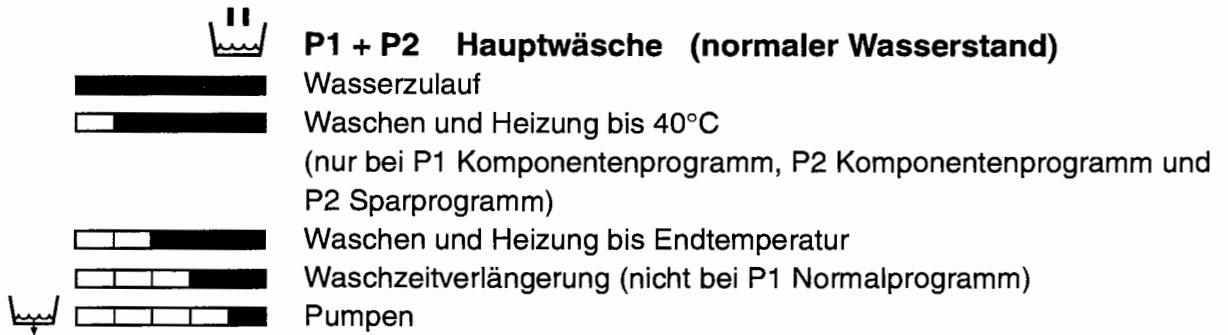 P1 + P2 Hauptwäsche (normaler Wasserstand)
Wasserzulauf
Waschen und Heizung bis 40°C
(nur bei P1 Komponentenprogramm, P2 Komponentenprogramm und
P2 Sparprogramm)
Waschen und Heizung bis Endtemperatur
Waschzeitverlängerung (nicht bei P1 Normalprogramm)
Pumpen